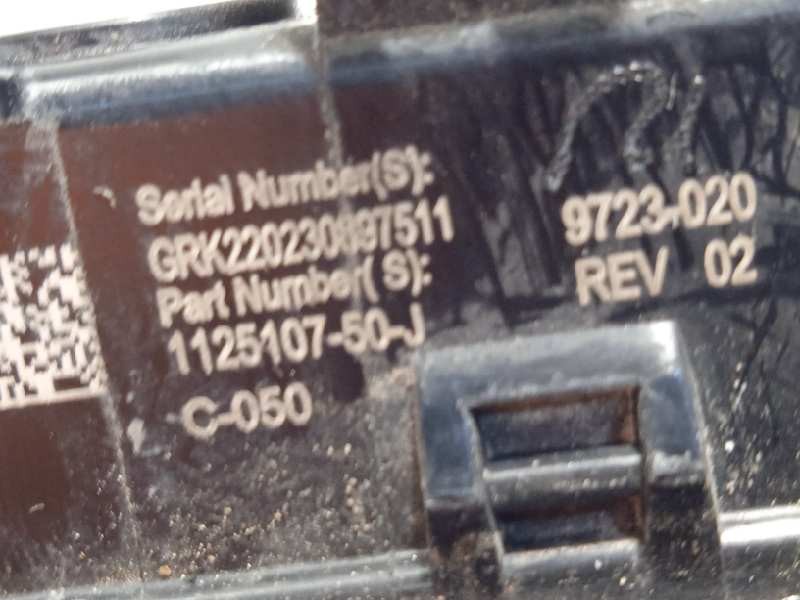 Serial Number(S):
GRK220230897511
Part Number( S):
1125107-50-J
C-050
9723-020
REV 02